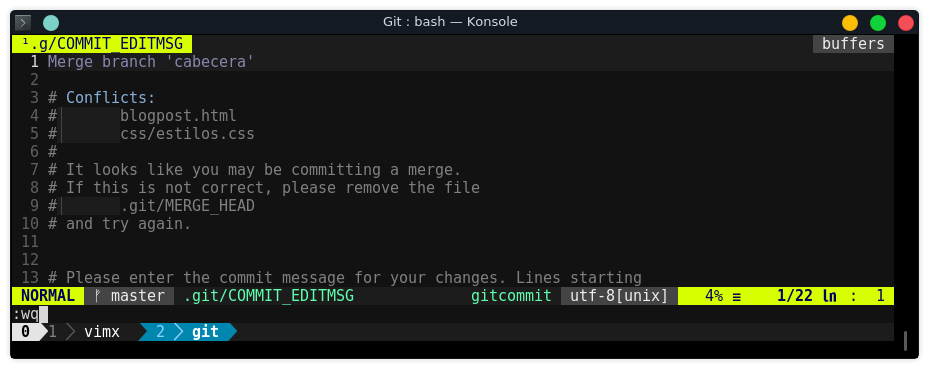 Git : bash — Konsole
¹.g/COMMIT_EDITMSG buffers
1 Merge branch 'cabecera'
2
3 # Conflicts:
4 # blogpost.html
5 # css/estilos.css
6 #
7 # It looks like you may be committing a merge.
8 # If this is not correct, please remove the file
9 # .git/MERGE_HEAD
10 # and try again.
11
12
13 # Please enter the commit message for your changes. Lines starting
NORMAL ᚠ master .git/COMMIT_EDITMSG gitcommit utf-8[unix] 4% ≡ 1/22 ln : 1
:wq
0 1 vimx 2 git